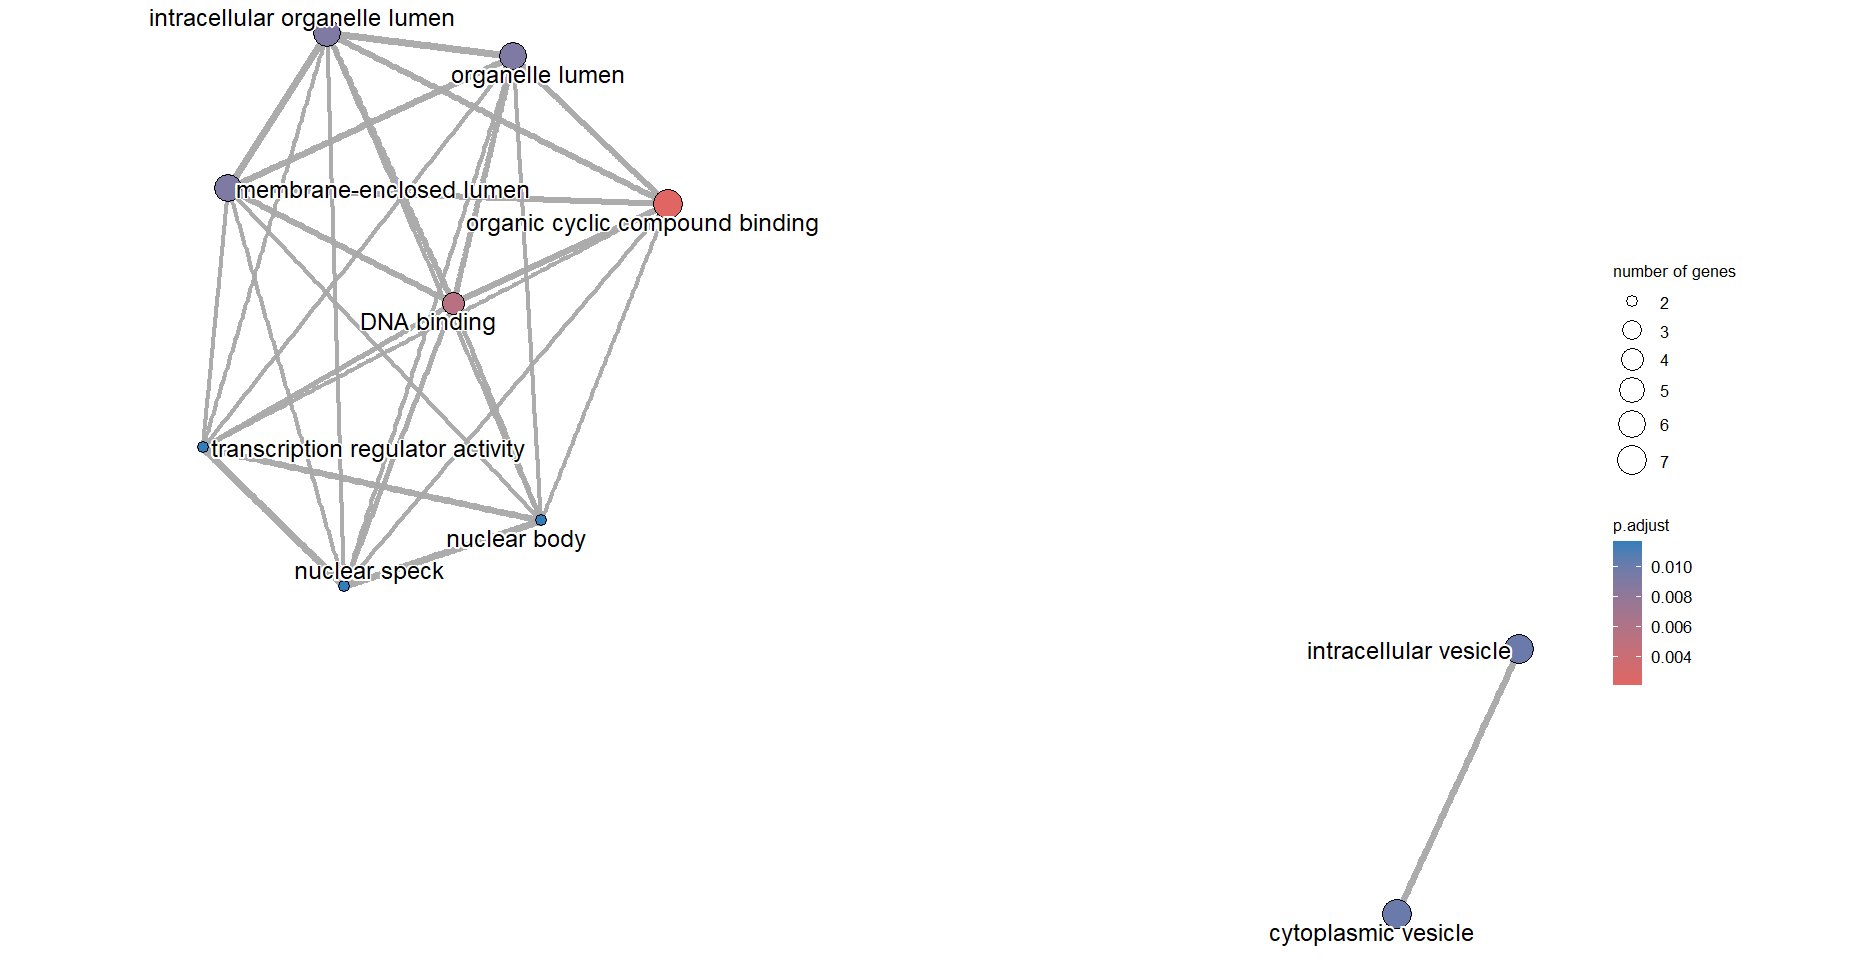 intracellular organelle lumen
organelle lumen
membrane-enclosed lumen
organic cyclic compound binding
DNA binding
transcription regulator activity
nuclear body
nuclear speck
number of genes
2
3
4
5
6
7
p.adjust
0.010
0.008
0.006
0.004
intracellular vesicle
cytoplasmic vesicle